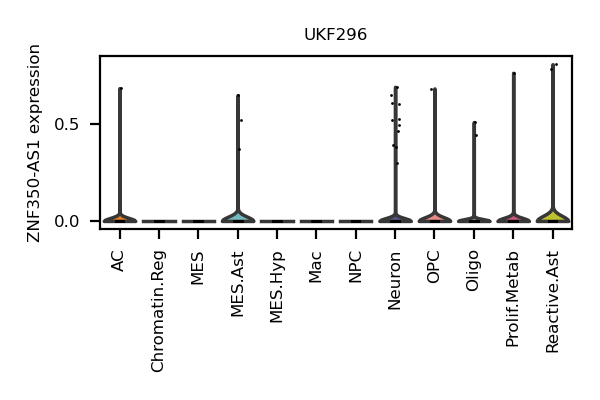 UKF296
ZNF350-AS1 expression
0.5
0.0
AC
Chromatin.Reg
MES
MES.Ast
MES.Hyp
Mac
NPC
Neuron
OPC
Oligo
Prolif.Metab
Reactive.Ast